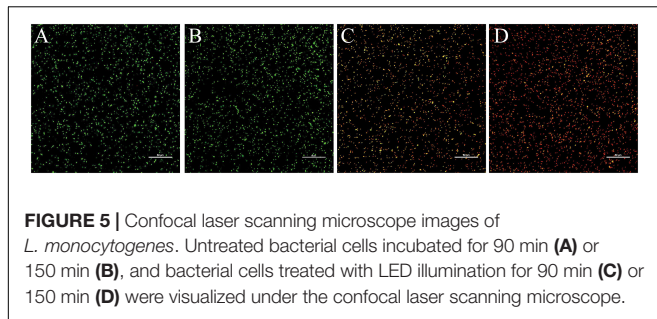 A B C D
FIGURE 5 | Confocal laser scanning microscope images of
L. monocytogenes. Untreated bacterial cells incubated for 90 min (A) or
150 min (B), and bacterial cells treated with LED illumination for 90 min (C) or
150 min (D) were visualized under the confocal laser scanning microscope.